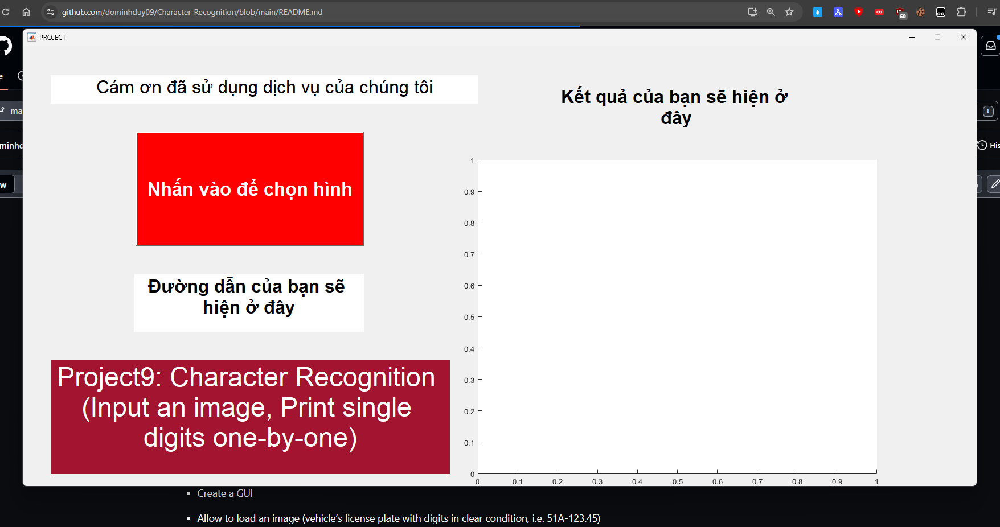 github.com/dominhduy09/Character-Recognition/blob/main/README.md
60
PROJECT
Cám ơn đã sử dụng dịch vụ của chúng tôi
Kết quả của bạn sẽ hiện ở
đây
Nhấn vào để chọn hình
Đường dẫn của bạn sẽ
hiện ở đây
Project9: Character Recognition
(Input an image, Print single
digits one-by-one)
1
0.9
0.8
0.7
0.6
0.5
0.4
0.3
0.2
0.1
0
0 0.1 0.2 0.3 0.4 0.5 0.6 0.7 0.8 0.9 1
e
ma
t
minhd
His
w
• Create a GUI
• Allow to load an image (vehicle’s license plate with digits in clear condition, i.e. 51A-123.45)